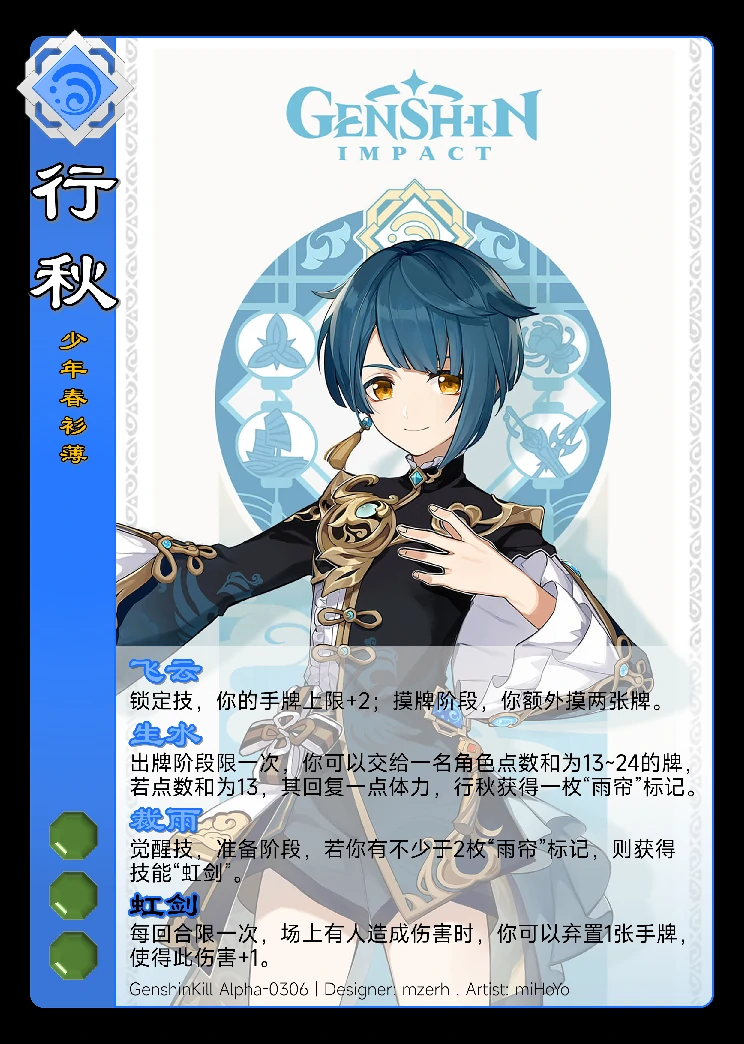 GENSHIN
IMPACT
行秋
少年春衫薄
飞云
锁定技，你的手牌上限+2；摸牌阶段，你额外摸两张牌。
生水
出牌阶段限一次，你可以交给一名角色点数和为13~24的牌，
若点数和为13，其回复一点体力，行秋获得一枚“雨帘”标记。
裁雨
觉醒技，准备阶段，若你有不少于2枚“雨帘”标记，则获得
技能“虹剑”。
虹剑
每回合限一次，场上有人造成伤害时，你可以弃置1张手牌，
使得此伤害+1。
GenshinKill Alpha-0306 | Designer: mzerh . Artist: miHoYo